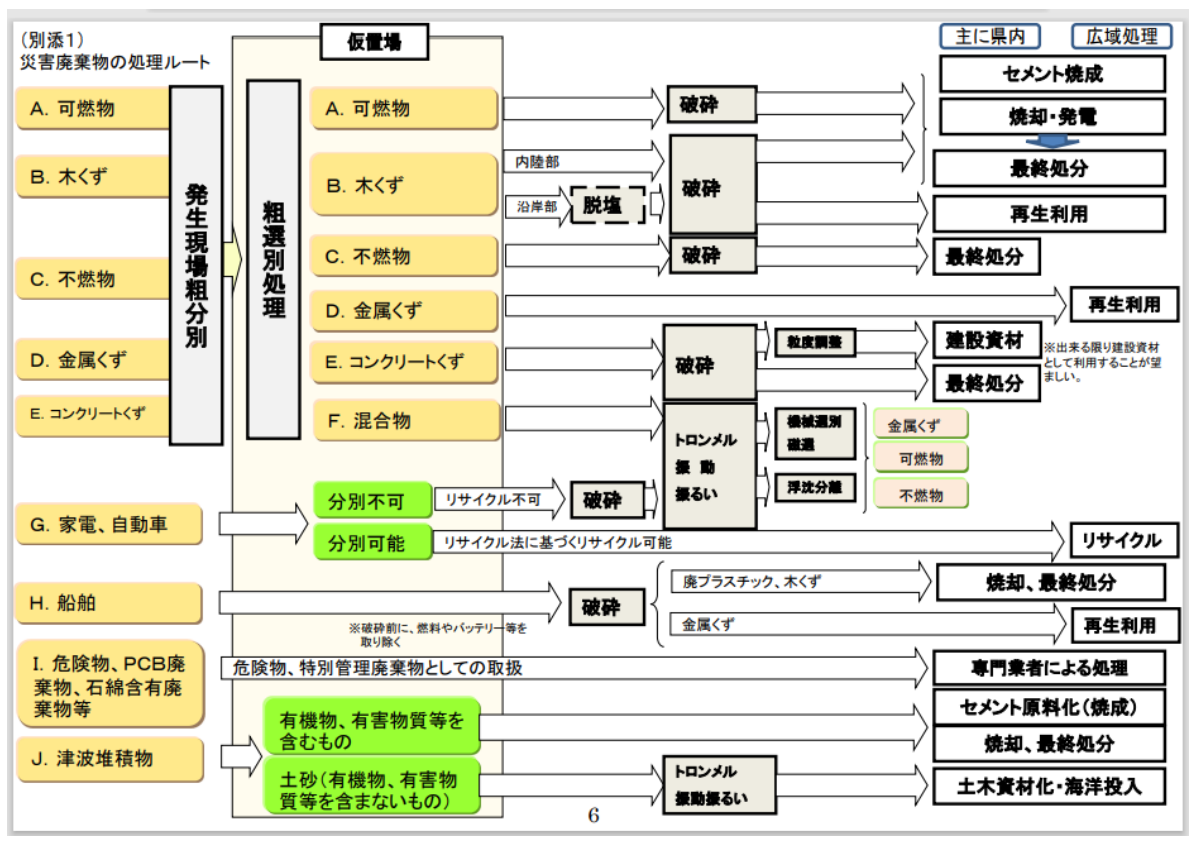 (別添1)
災害廃棄物の処理ルート
仮置場
主に県内
広域処理
A. 可燃物
B. 木くず
C. 不燃物
D. 金属くず
E. コンクリートくず
発生現場粗分別
粗選別処理
A. 可燃物
B. 木くず
C. 不燃物
D. 金属くず
E. コンクリートくず
F. 混合物
破砕
内陸部
沿岸部
脱塩
破砕
破砕
セメント焼成
焼却・発電
最終処分
再生利用
最終処分
再生利用
破砕
粒度調整
建設資材
※出来る限り建設資材
として利用することが望
ましい。
最終処分
トロンメル
振動
振るい
機械選別
磁選
浮沈分離
金属くず
可燃物
不燃物
G. 家電、自動車
分別不可
リサイクル不可
破砕
分別可能
リサイクル法に基づくリサイクル可能
リサイクル
H. 船舶
※破砕前に、燃料やバッテリー等を
取り除く
破砕
廃プラスチック、木くず
焼却、最終処分
金属くず
再生利用
I. 危険物、PCB廃
棄物、石綿含有廃
棄物等
危険物、特別管理廃棄物としての取扱
専門業者による処理
J. 津波堆積物
有機物、有害物質等を
含むもの
セメント原料化(焼成)
焼却、最終処分
土砂(有機物、有害物
質等を含まないもの)
トロンメル
振動振るい
土木資材化・海洋投入
6